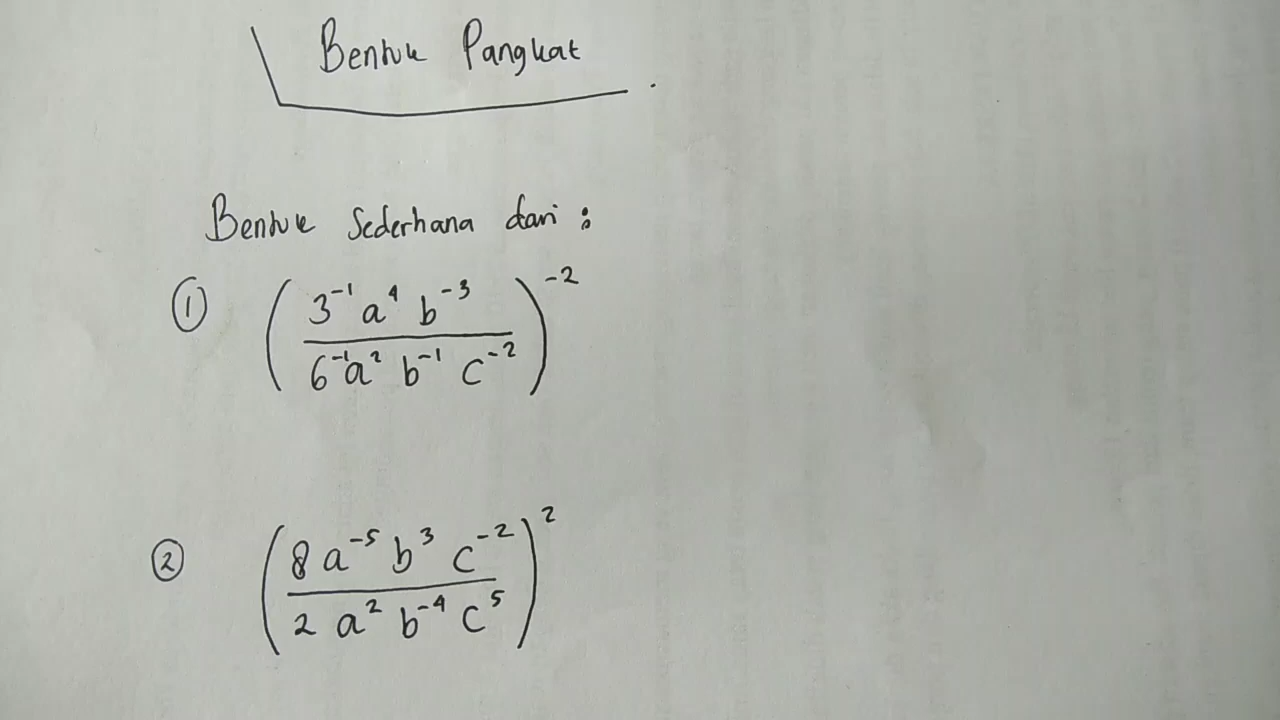 Bentuk Pangkat
Bentuk Sederhana dari :
① (3⁻¹ a⁴ b⁻³ / 6⁻¹ a² b⁻¹ c⁻²)⁻²
② (8 a⁻⁵ b³ c⁻² / 2 a² b⁻⁴ c⁵)²